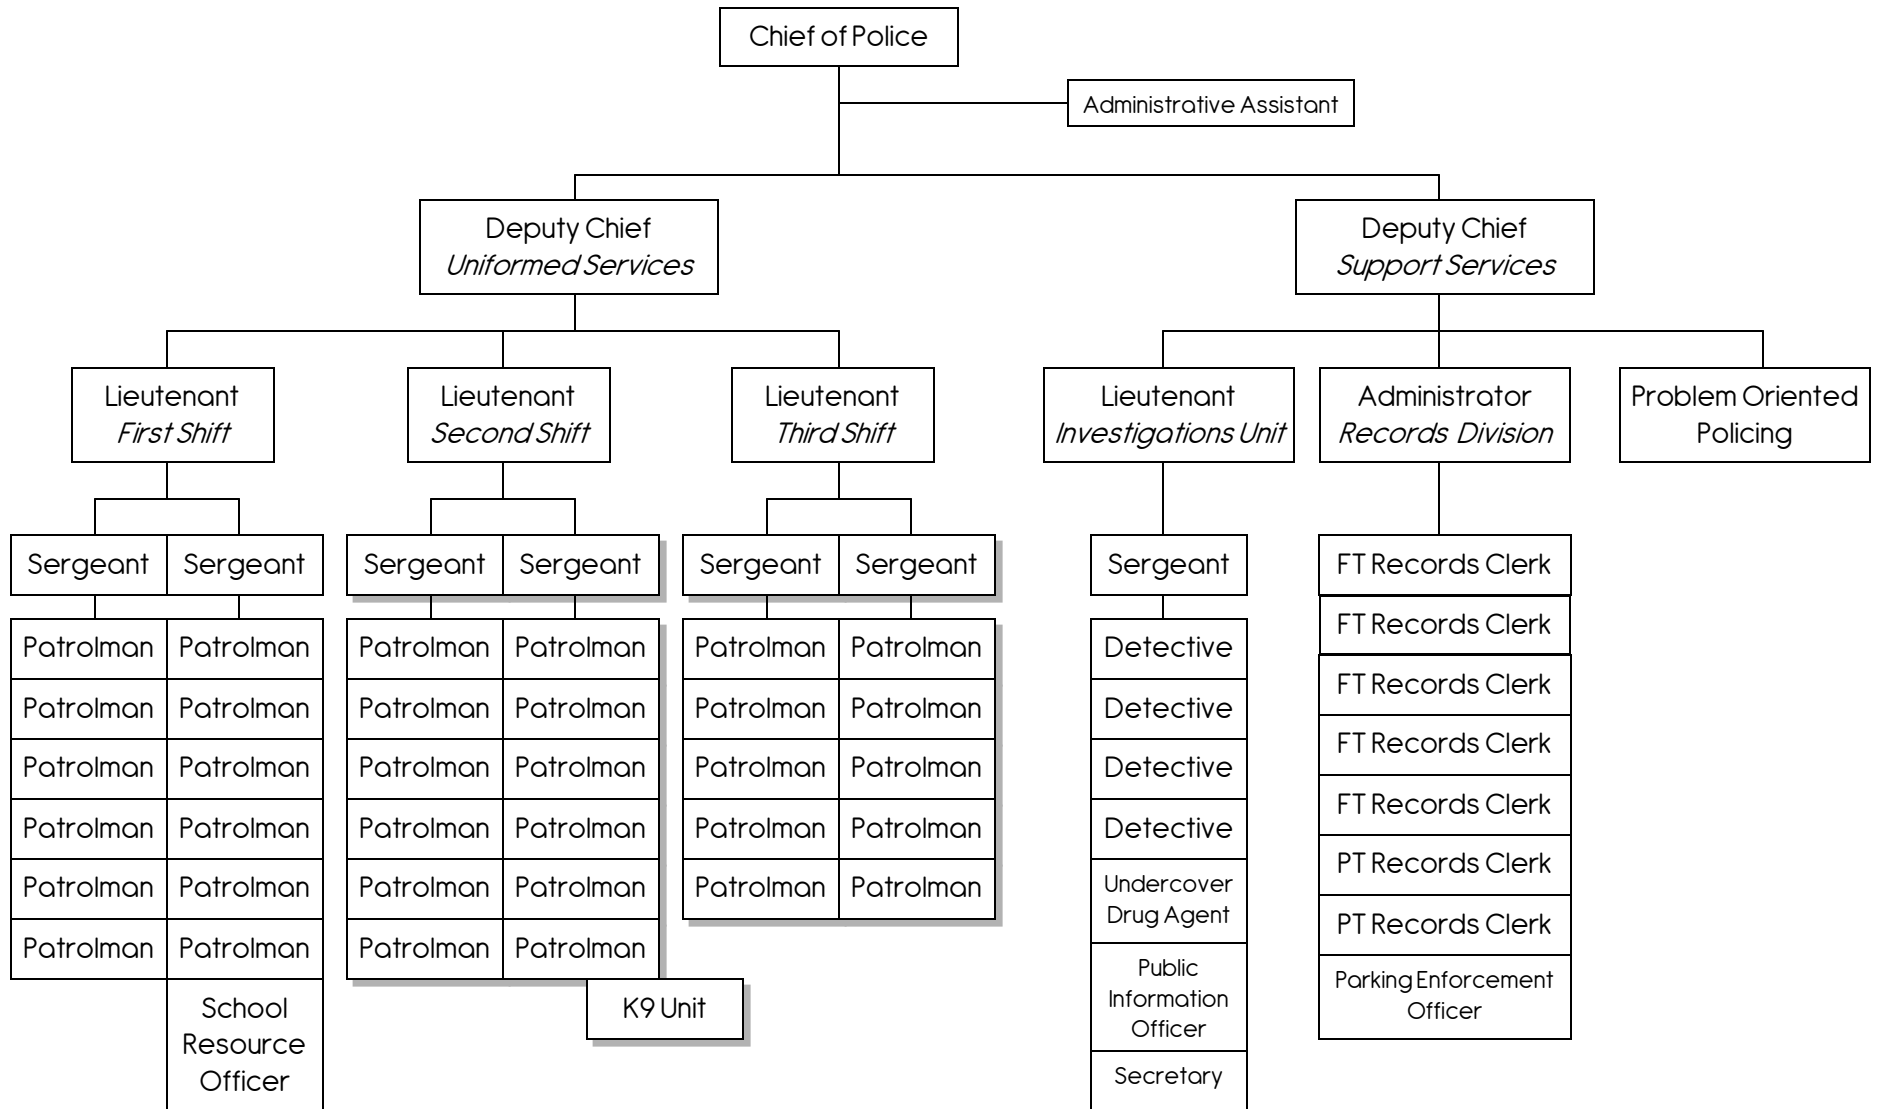 Chief of Police
Administrative Assistant
Deputy Chief
Uniformed Services
Deputy Chief
Support Services
Lieutenant
First Shift
Lieutenant
Second Shift
Lieutenant
Third Shift
Lieutenant
Investigations Unit
Administrator
Records Division
Problem Oriented
Policing
Sergeant
Sergeant
Patrolman
Patrolman
Patrolman
Patrolman
Patrolman
Patrolman
Patrolman
Patrolman
Patrolman
Patrolman
Patrolman
Patrolman
School
Resource
Officer
Sergeant
Sergeant
Patrolman
Patrolman
Patrolman
Patrolman
Patrolman
Patrolman
Patrolman
Patrolman
Patrolman
Patrolman
Patrolman
Patrolman
K9 Unit
Sergeant
Sergeant
Patrolman
Patrolman
Patrolman
Patrolman
Patrolman
Patrolman
Patrolman
Patrolman
Patrolman
Patrolman
Sergeant
Detective
Detective
Detective
Detective
Undercover
Drug Agent
Public
Information
Officer
Secretary
FT Records Clerk
FT Records Clerk
FT Records Clerk
FT Records Clerk
FT Records Clerk
PT Records Clerk
PT Records Clerk
Parking Enforcement
Officer